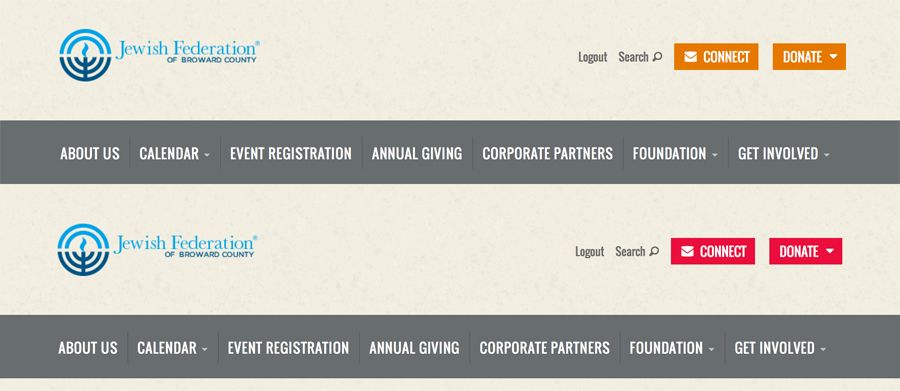 Jewish Federation®
OF BROWARD COUNTY
Logout Search CONNECT DONATE
ABOUT US CALENDAR EVENT REGISTRATION ANNUAL GIVING CORPORATE PARTNERS FOUNDATION GET INVOLVED
Jewish Federation®
OF BROWARD COUNTY
Logout Search CONNECT DONATE
ABOUT US CALENDAR EVENT REGISTRATION ANNUAL GIVING CORPORATE PARTNERS FOUNDATION GET INVOLVED